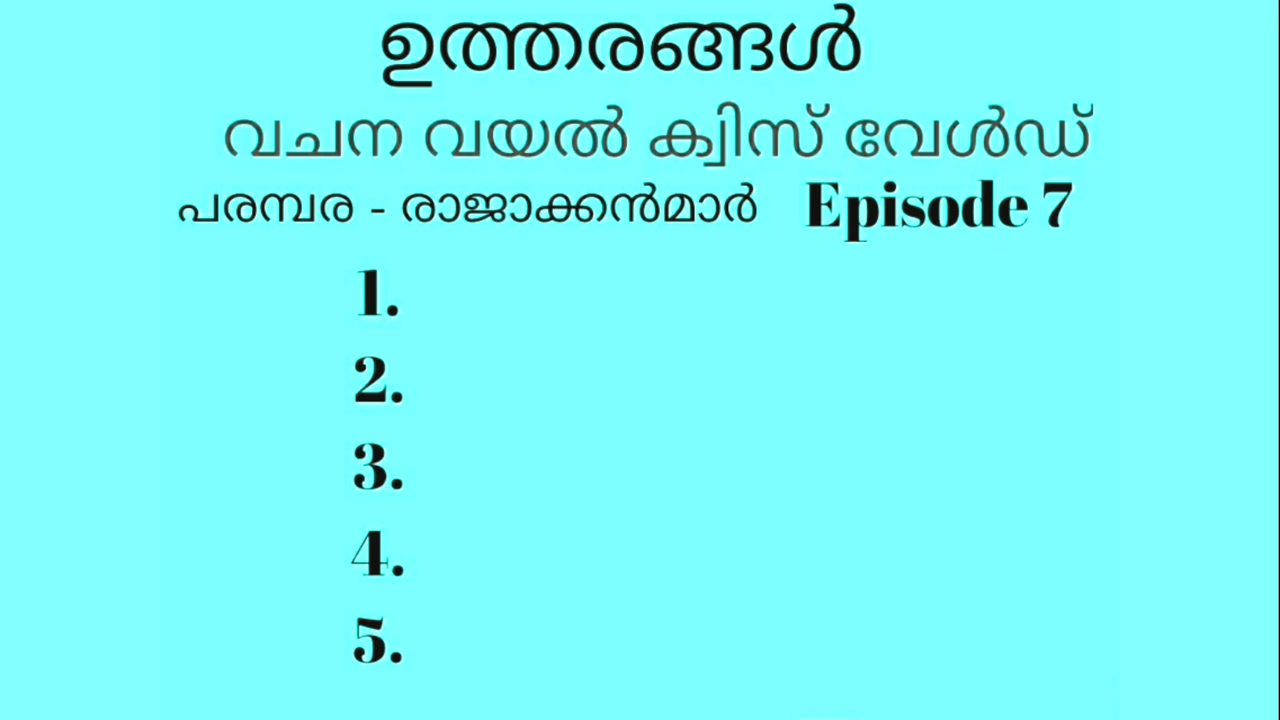 ഉത്തരങ്ങൾ
വചന വയൽ ക്വിസ് വേൾഡ്
പരമ്പര - രാജാക്കൻമാർ Episode 7
1.
2.
3.
4.
5.